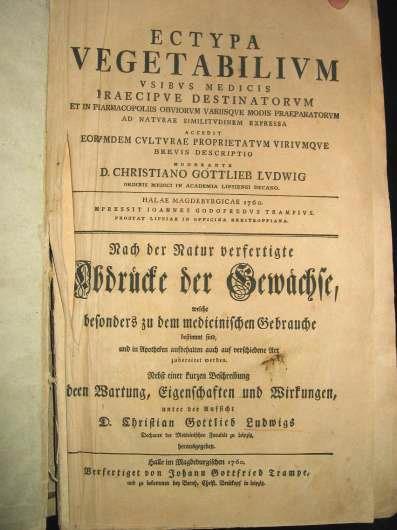 ECTYPA
VEGETABILIVM
VSIBVS MEDICIS
PRAECIPVE DESTINATORVM
ET IN PHARMACOPOLIIS OBVIORVM VARIISQVE MODIS PRAEPARATORVM
AD NATVRAE SIMILITVDINEM EXPRESSA
ACCEDIT
EORVMDEM CVLTVRAE PROPRIETATVM VIRIVMQVE
BREVIS DESCRIPTIO
MODERANTE
D. CHRISTIANO GOTTLIEB LVDWIG
ORDINIS MEDICI IN ACADEMIA LIPSIENSI DECANO.
HALAE MAGDEBVRGICAE 1760.
MPRESSIT IOANNES GODOFREDVS TRAMPIVS.
PROSTAT LIPSIAE IN OFFICINA BREITKOPFIANA.
Nach der Natur verfertigte
Abdrücke der Gewächse,
welche
besonders zu dem medicinischen Gebrauche
bestimmt sind,
und in Apotheken aufbehalten auch auf verschiedene Art
zubereitet werden.
Nebst einer kurzen Beschreibung
deren Wartung, Eigenschaften und Wirkungen,
unter der Aufsicht
D. Christian Gottlieb Ludwigs
Dechants der Medicinischen Facultät zu Leipzig,
herausgegeben.
Halle im Magdeburgischen 1760.
Verfertiget von Johann Gottfried Trampe,
und zu bekommen bey Bernh. Christ. Breitkopf in Leipzig.